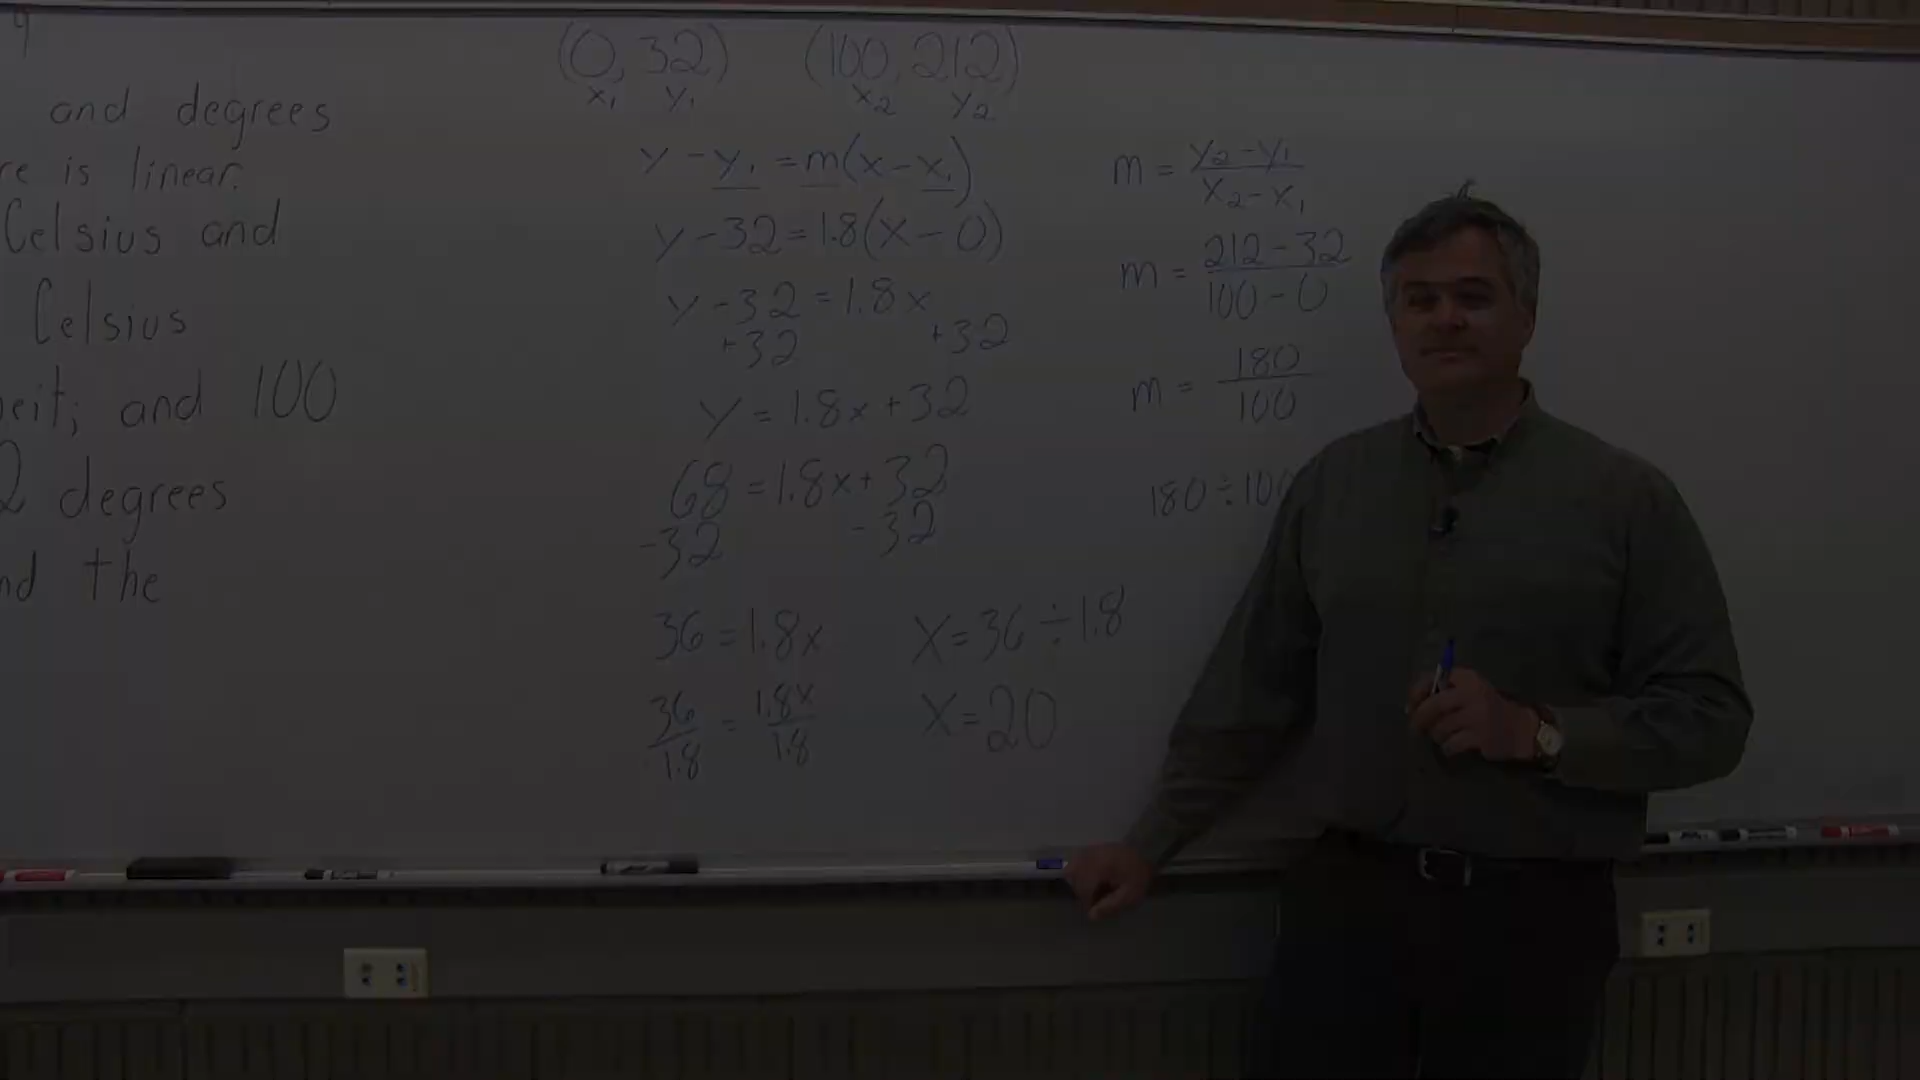 9
and degrees
re is linear.
Celsius and
Celsius
eit; and 100
2 degrees
nd the
(0, 32) (100, 212)
x₁ y₁ x₂ y₂
y - y₁ = m(x - x₁)
y - 32 = 1.8(x - 0)
y - 32 = 1.8x
+32 +32
y = 1.8x + 32
68 = 1.8x + 32
-32 -32
36 = 1.8x
36/1.8 = 1.8x/1.8
x = 36 ÷ 1.8
x = 20
m = y₂ - y₁ / x₂ - x₁
m = 212 - 32 / 100 - 0
m = 180 / 100
180 ÷ 100